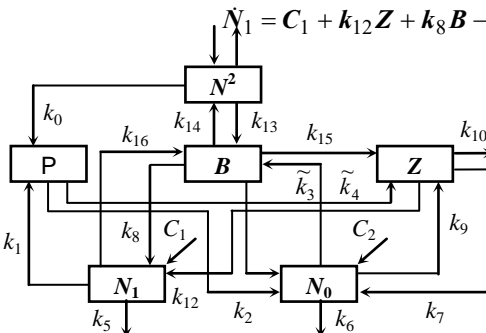 Ṅ₁ = C₁ + k₁₂Z + k₈B −
N²
k₀
k₁₄
k₁₃
k₁₆
k₁₅
k₁₀
P
B
Z
k̃₃
k̃₄
k₁
k₈
C₁
C₂
k₉
N₁
N₀
k₅
k₁₂
k₂
k₆
k₇